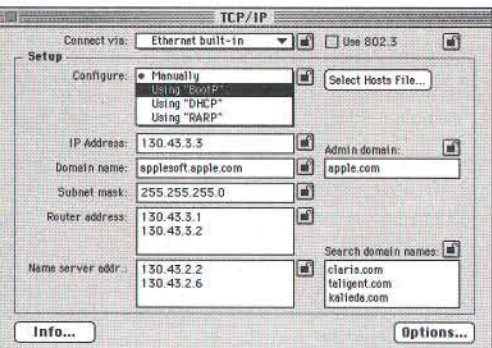 TCP/IP
Connect via: Ethernet built-in Use 802.3
Setup
Configure: • Manually
Using "BootP"
Using "DHCP"
Using "RARP"
Select Hosts File...
IP Address: 130.43.3.3
Admin domain:
Domain name: applesoft.apple.com
apple.com
Subnet mask: 255.255.255.0
Router address: 130.43.3.1
130.43.3.2
Search domain names:
Name server addr.: 130.43.2.2
130.43.2.6
claris.com
taligent.com
kalieda.com
Info...
Options...